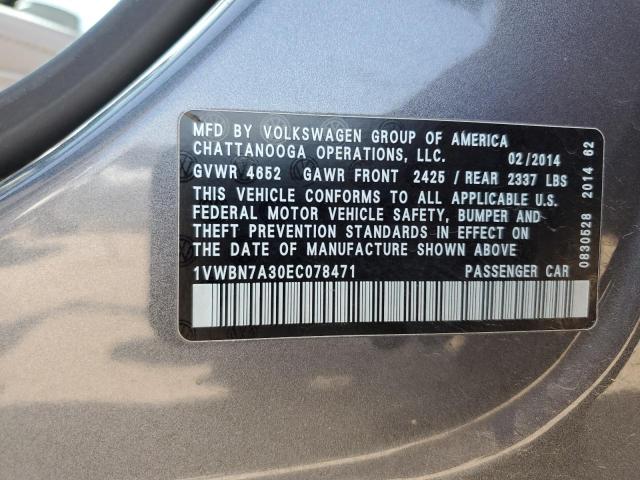 MFD BY VOLKSWAGEN GROUP OF AMERICA
CHATTANOOGA OPERATIONS, LLC. 02/2014
GVWR 4652 GAWR FRONT 2425 / REAR 2337 LBS
THIS VEHICLE CONFORMS TO ALL APPLICABLE U.S.
FEDERAL MOTOR VEHICLE SAFETY, BUMPER AND
THEFT PREVENTION STANDARDS IN EFFECT ON
THE DATE OF MANUFACTURE SHOWN ABOVE
1VWBN7A30EC078471 PASSENGER CAR
0830528 2014 62